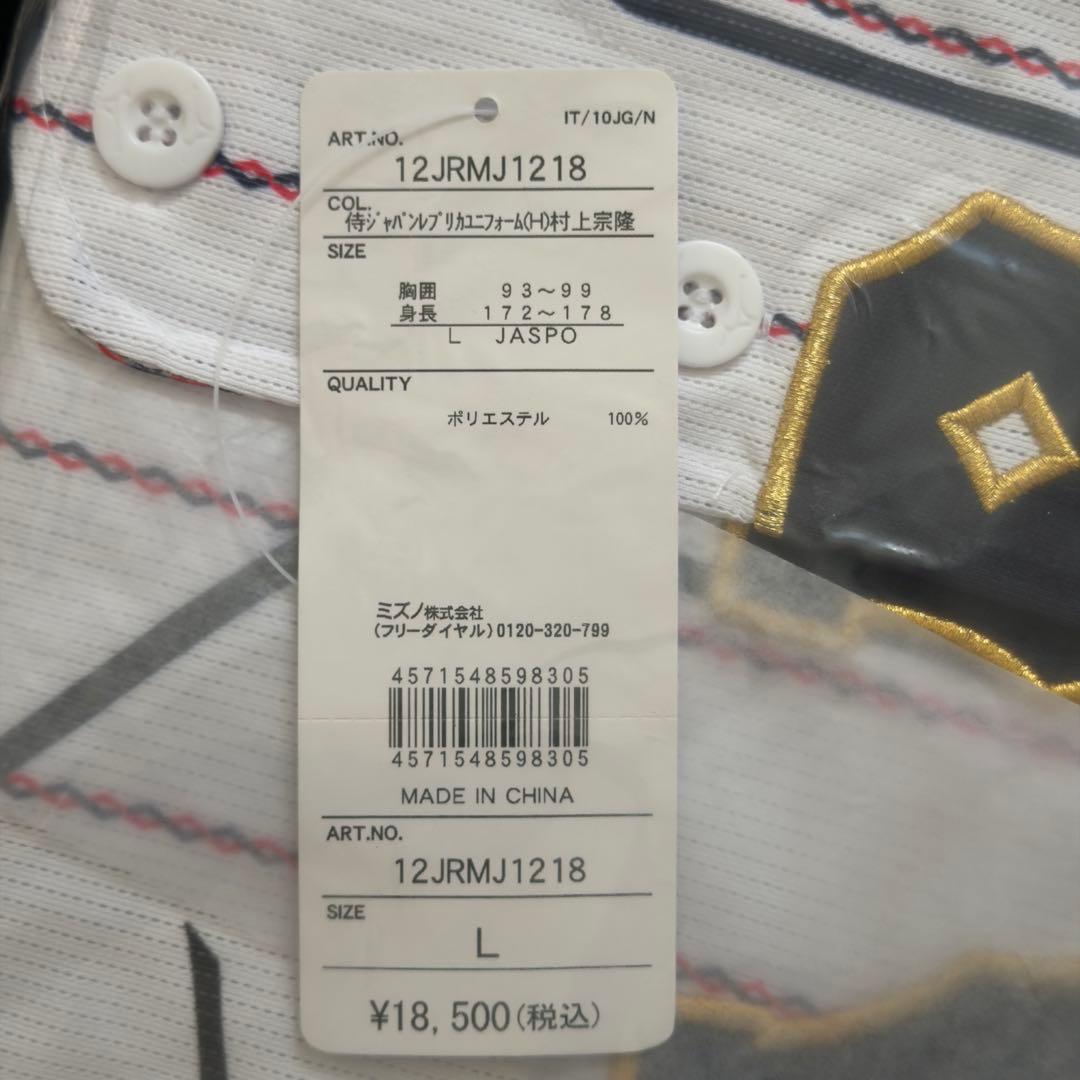 IT/10JG/N
ART.NO.
12JRMJ1218
COL.
侍ｼﾞｬﾊﾟﾝﾚﾌﾟﾘｶﾕﾆﾌｫｰﾑ(H)村上宗隆
SIZE
胸囲 93～99
身長 172～178
L JASPO
QUALITY
ポリエステル 100%
ミズノ株式会社
(フリーダイヤル)0120-320-799
4571548598305
4571548598305
MADE IN CHINA
ART.NO.
12JRMJ1218
SIZE
L
¥18,500(税込)